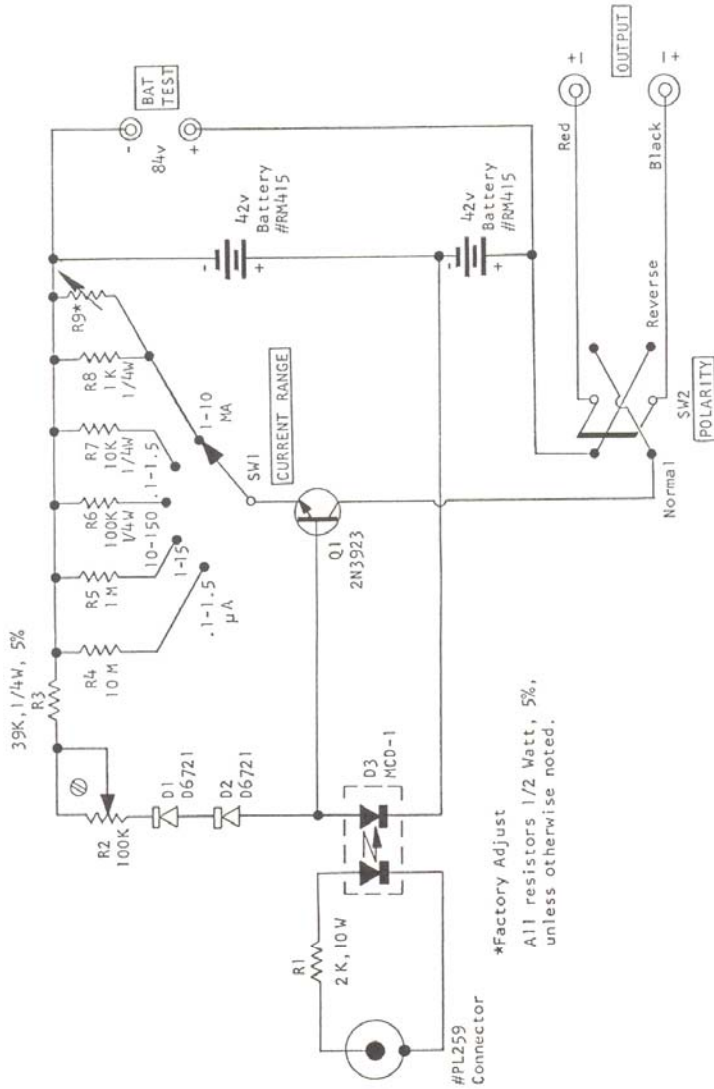 39K, 1/4W, 5%
R3
R2
100K
D1
D6721
D2
D6721
R4
10M
R5
1M
R6
100K
1/4W
R7
10K
1/4W
R8
1K
1/4W
R9*
.1-1.5
µA
1-15
10-150
.1-1.5
1-10
MA
SW1
CURRENT RANGE
Q1
2N3923
-
42v
Battery
#RM415
+
-
42v
Battery
#RM415
+
-
84v
+
BAT
TEST
D3
MCD-1
R1
2K, 10W
#PL259
Connector
Normal
Reverse
SW2
POLARITY
Red
Black
+
-
OUTPUT
-
+
*Factory Adjust
All resistors 1/2 Watt, 5%,
unless otherwise noted.